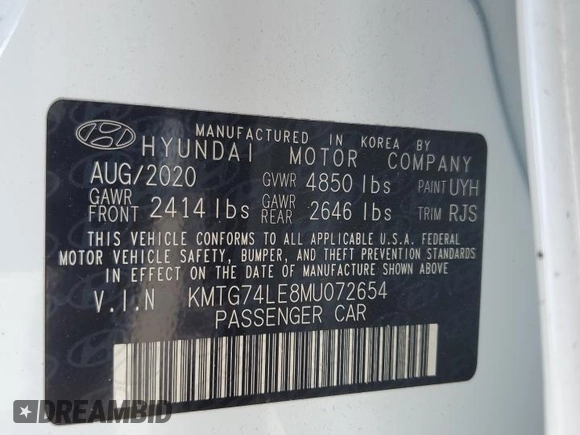 MANUFACTURED IN KOREA BY
HYUNDAI MOTOR COMPANY
AUG/2020 GVWR 4850 lbs PAINT UYH
GAWR FRONT 2414 lbs GAWR REAR 2646 lbs TRIM RJS
THIS VEHICLE CONFORMS TO ALL APPLICABLE U.S.A. FEDERAL
MOTOR VEHICLE SAFETY, BUMPER, AND THEFT PREVENTION STANDARDS
IN EFFECT ON THE DATE OF MANUFACTURE SHOWN ABOVE.
V.I.N KMTG74LE8MU072654
PASSENGER CAR
DREAMBID